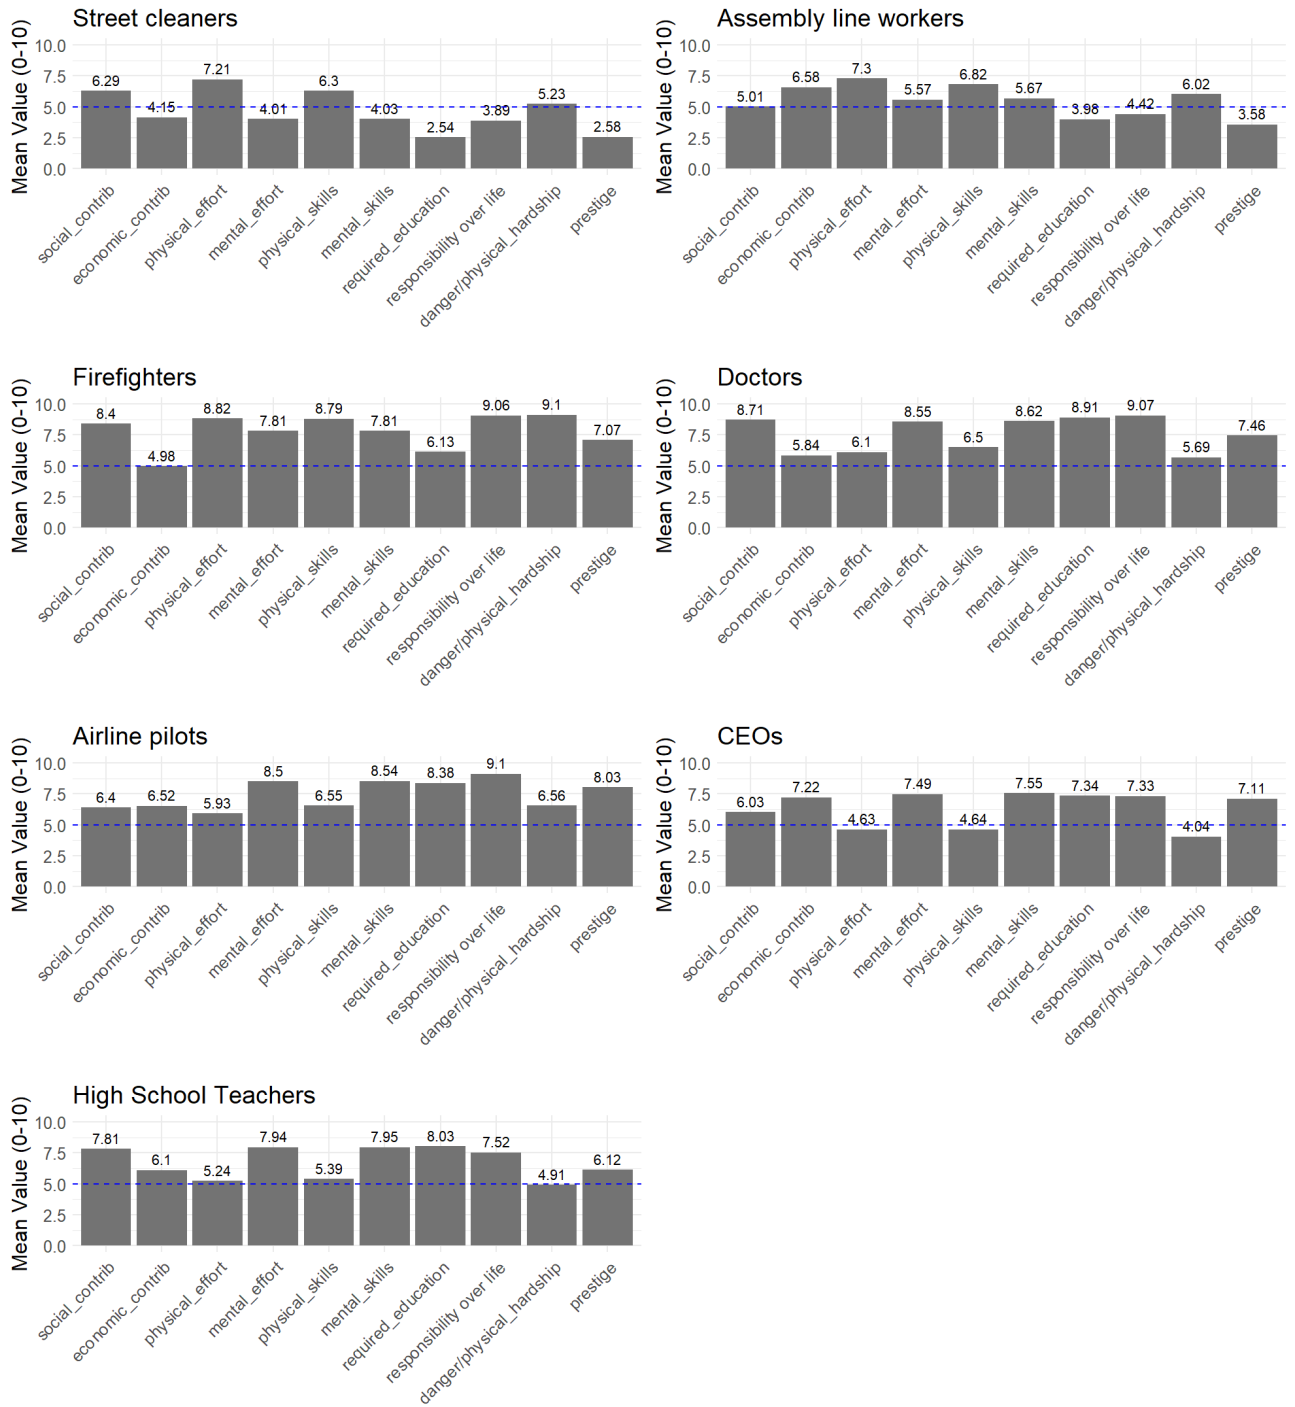 Street cleaners
Mean Value (0-10)
10.0
7.5
5.0
2.5
0.0
6.29
4.15
7.21
4.01
6.3
4.03
2.54
3.89
5.23
2.58
social_contrib
economic_contrib
physical_effort
mental_effort
physical_skills
mental_skills
required_education
responsibility over life
danger/physical_hardship
prestige
Assembly line workers
Mean Value (0-10)
10.0
7.5
5.0
2.5
0.0
5.01
6.58
7.3
5.57
6.82
5.67
3.98
4.42
6.02
3.58
social_contrib
economic_contrib
physical_effort
mental_effort
physical_skills
mental_skills
required_education
responsibility over life
danger/physical_hardship
prestige
Firefighters
Mean Value (0-10)
10.0
7.5
5.0
2.5
0.0
8.4
4.98
8.82
7.81
8.79
7.81
6.13
9.06
9.1
7.07
social_contrib
economic_contrib
physical_effort
mental_effort
physical_skills
mental_skills
required_education
responsibility over life
danger/physical_hardship
prestige
Doctors
Mean Value (0-10)
10.0
7.5
5.0
2.5
0.0
8.71
5.84
6.1
8.55
6.5
8.62
8.91
9.07
5.69
7.46
social_contrib
economic_contrib
physical_effort
mental_effort
physical_skills
mental_skills
required_education
responsibility over life
danger/physical_hardship
prestige
Airline pilots
Mean Value (0-10)
10.0
7.5
5.0
2.5
0.0
6.4
6.52
5.93
8.5
6.55
8.54
8.38
9.1
6.56
8.03
social_contrib
economic_contrib
physical_effort
mental_effort
physical_skills
mental_skills
required_education
responsibility over life
danger/physical_hardship
prestige
CEOs
Mean Value (0-10)
10.0
7.5
5.0
2.5
0.0
6.03
7.22
4.63
7.49
4.64
7.55
7.34
7.33
4.04
7.11
social_contrib
economic_contrib
physical_effort
mental_effort
physical_skills
mental_skills
required_education
responsibility over life
danger/physical_hardship
prestige
High School Teachers
Mean Value (0-10)
10.0
7.5
5.0
2.5
0.0
7.81
6.1
5.24
7.94
5.39
7.95
8.03
7.52
4.91
6.12
social_contrib
economic_contrib
physical_effort
mental_effort
physical_skills
mental_skills
required_education
responsibility over life
danger/physical_hardship
prestige